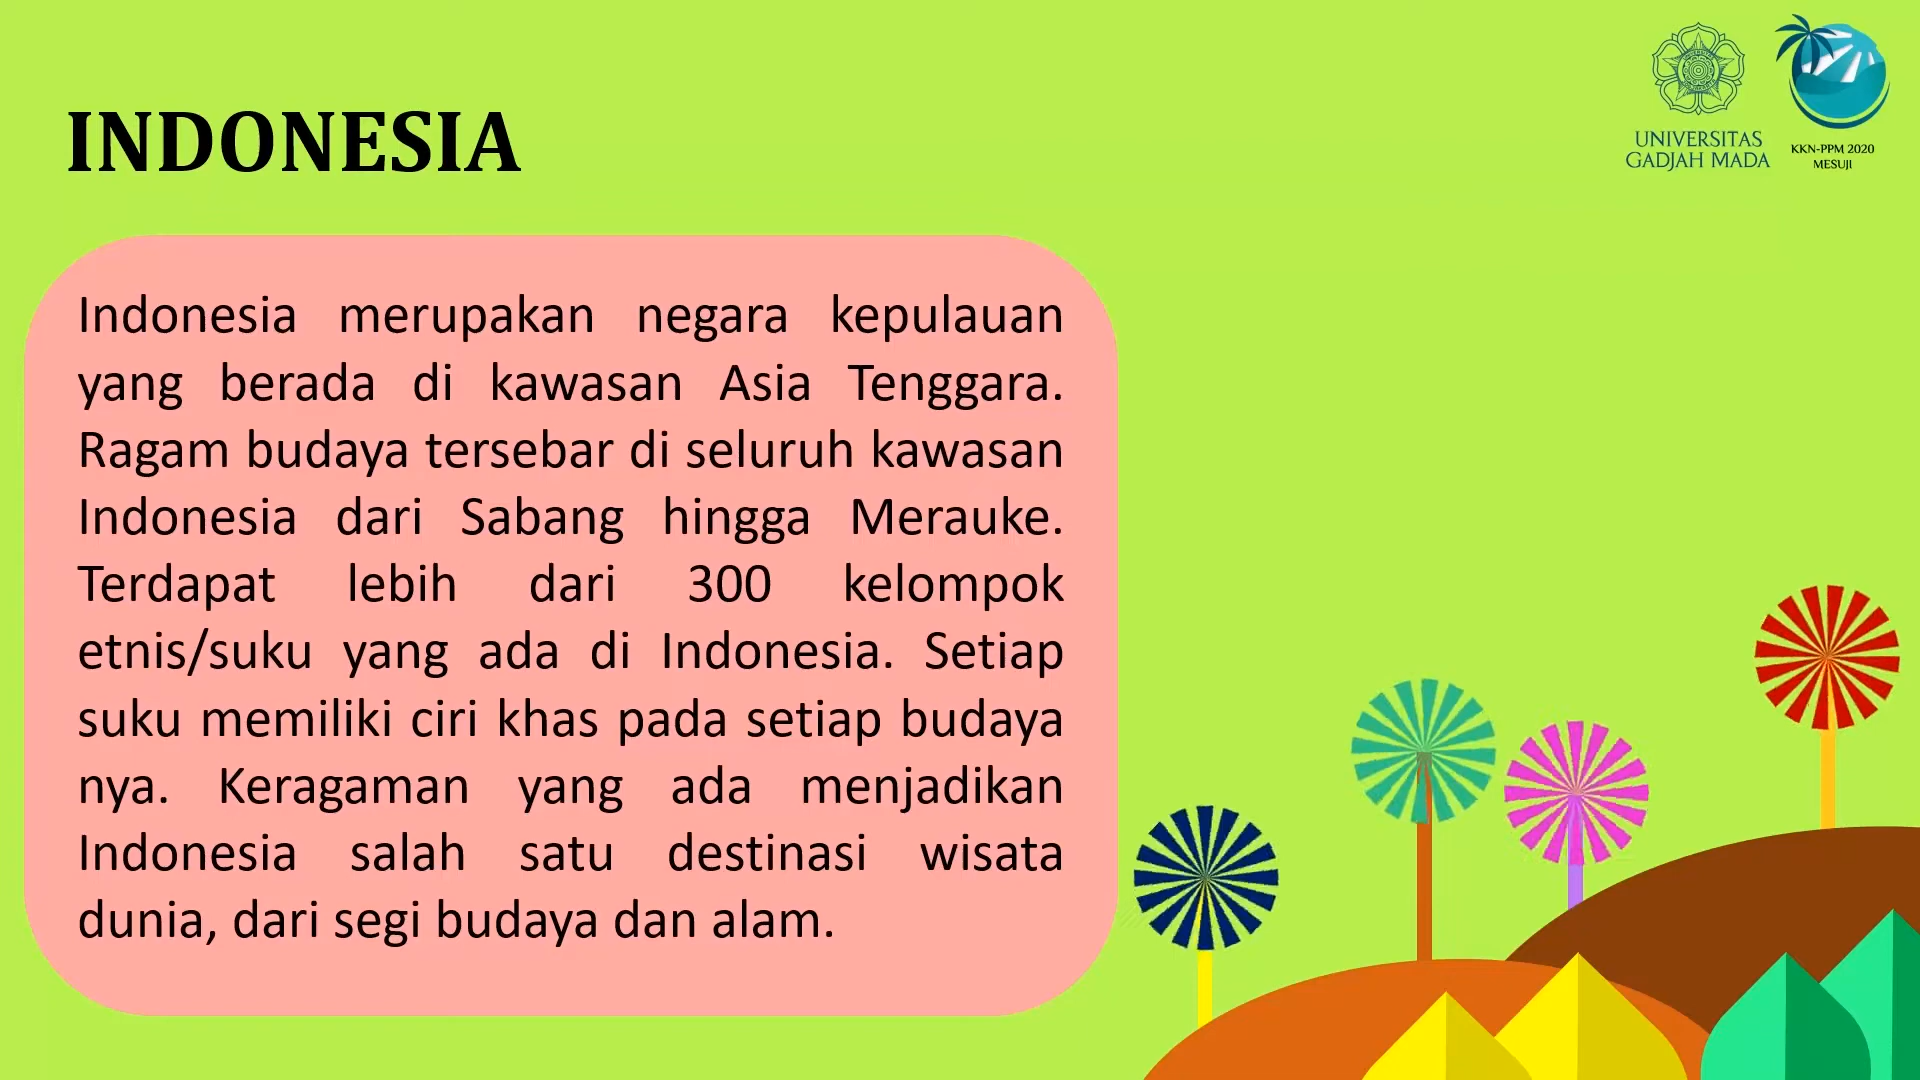 UNIVERSITAS
GADJAH MADA
KKN-PPM 2020
MESUJI
INDONESIA
Indonesia merupakan negara kepulauan
yang berada di kawasan Asia Tenggara.
Ragam budaya tersebar di seluruh kawasan
Indonesia dari Sabang hingga Merauke.
Terdapat lebih dari 300 kelompok
etnis/suku yang ada di Indonesia. Setiap
suku memiliki ciri khas pada setiap budaya
nya. Keragaman yang ada menjadikan
Indonesia salah satu destinasi wisata
dunia, dari segi budaya dan alam.